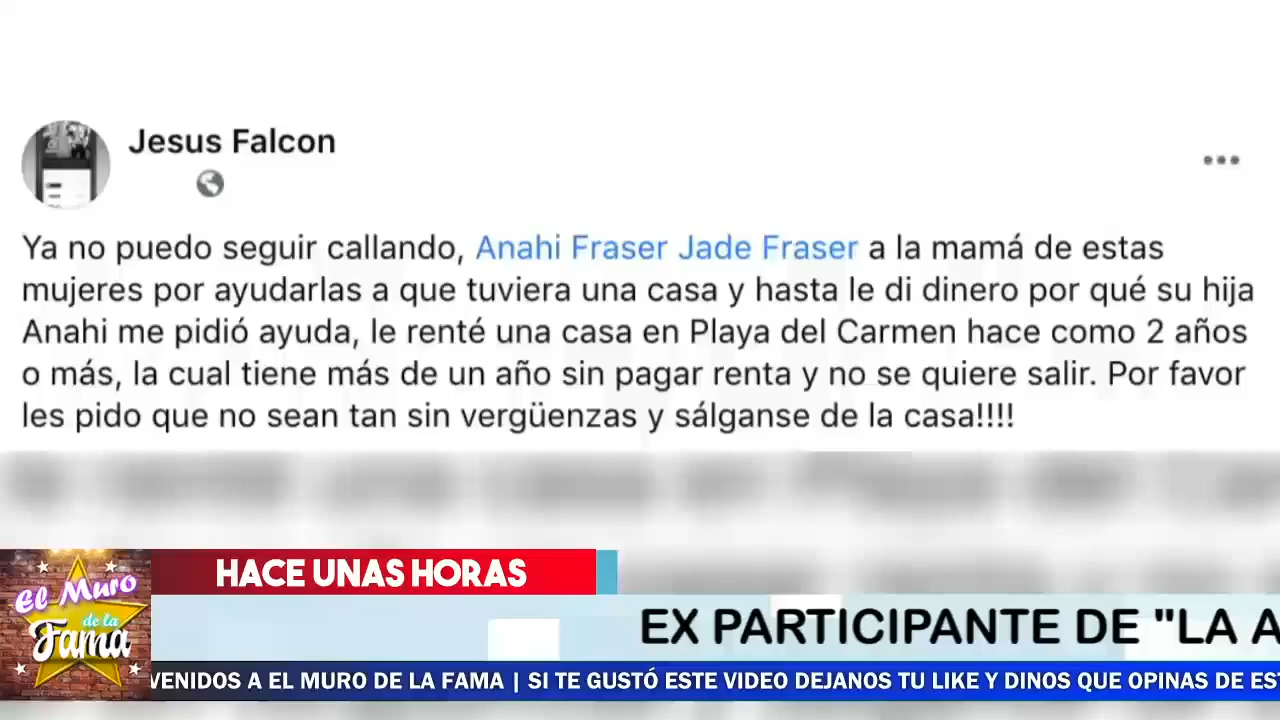 Jesus Falcon
Ya no puedo seguir callando, Anahi Fraser Jade Fraser a la mamá de estas
mujeres por ayudarlas a que tuviera una casa y hasta le di dinero por qué su hija
Anahi me pidió ayuda, le renté una casa en Playa del Carmen hace como 2 años
o más, la cual tiene más de un año sin pagar renta y no se quiere salir. Por favor
les pido que no sean tan sin vergüenzas y sálganse de la casa!!!!
HACE UNAS HORAS
El Muro
de la
Fama
EX PARTICIPANTE DE "LA A
VENIDOS A EL MURO DE LA FAMA | SI TE GUSTÓ ESTE VIDEO DEJANOS TU LIKE Y DINOS QUE OPINAS DE EST